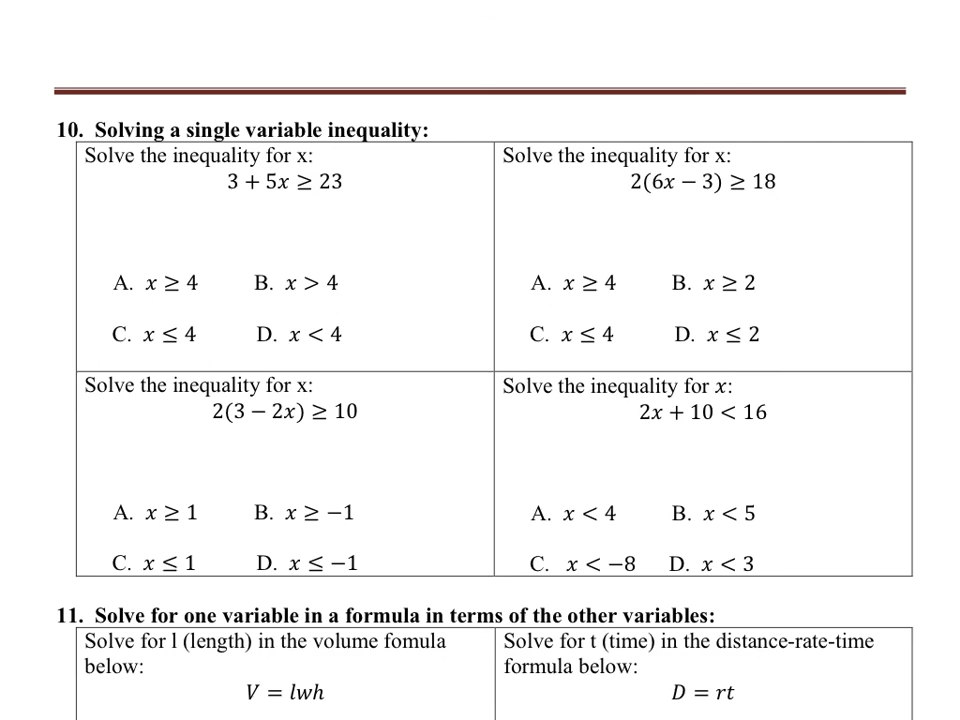 10. Solving a single variable inequality:
Solve the inequality for x:
3 + 5x ≥ 23
A. x ≥ 4 B. x > 4
C. x ≤ 4 D. x < 4
Solve the inequality for x:
2(6x − 3) ≥ 18
A. x ≥ 4 B. x ≥ 2
C. x ≤ 4 D. x ≤ 2
Solve the inequality for x:
2(3 − 2x) ≥ 10
A. x ≥ 1 B. x ≥ −1
C. x ≤ 1 D. x ≤ −1
Solve the inequality for x:
2x + 10 < 16
A. x < 4 B. x < 5
C. x < −8 D. x < 3
11. Solve for one variable in a formula in terms of the other variables:
Solve for l (length) in the volume fomula
below:
V = lwh
Solve for t (time) in the distance-rate-time
formula below:
D = rt